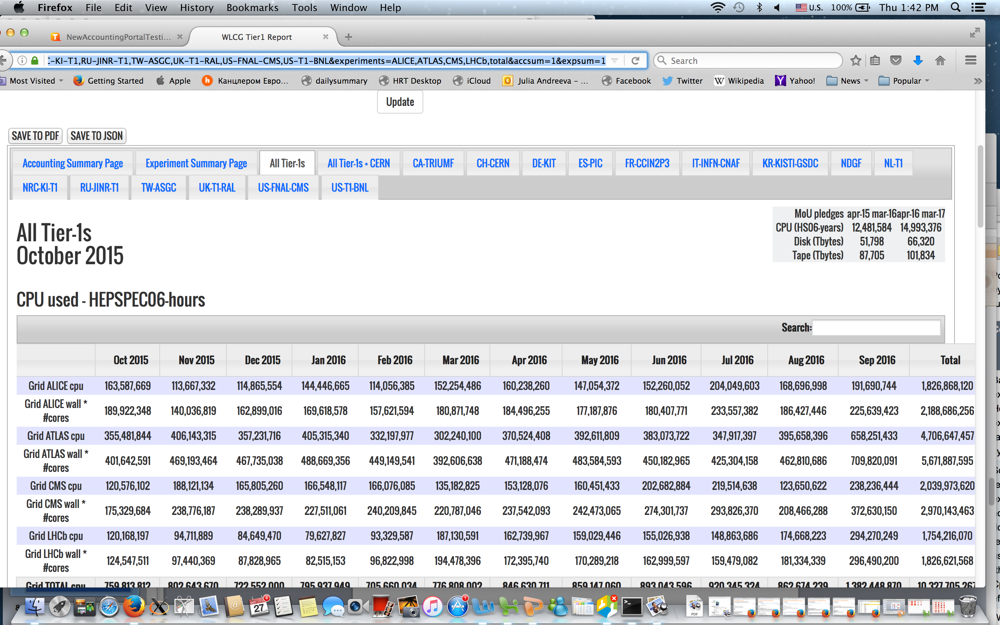 Firefox File Edit View History Bookmarks Tools Window Help U.S. 100% Thu 1:42 PM
NewAccountingPortalTesti... WLCG Tier1 Report
C-KI-T1,RU-JINR-T1,TW-ASGC,UK-T1-RAL,US-FNAL-CMS,US-T1-BNL&experiments=ALICE,ATLAS,CMS,LHCb,total&accsum=1&expsum=1 Search
Most Visited Getting Started Apple Канцлером Евро... dailysummary HRT Desktop iCloud Julia Andreeva – ... Facebook Twitter Wikipedia Yahoo! News Popular
Update
SAVE TO PDF SAVE TO JSON
Accounting Summary Page Experiment Summary Page All Tier-1s All Tier-1s + CERN CA-TRIUMF CH-CERN DE-KIT ES-PIC FR-CCIN2P3 IT-INFN-CNAF KR-KISTI-GSDC NDGF NL-T1
NRC-KI-T1 RU-JINR-T1 TW-ASGC UK-T1-RAL US-FNAL-CMS US-T1-BNL
MoU pledges apr-15 mar-16 apr-16 mar-17
CPU (HS06-years) 12,481,584 14,993,376
Disk (Tbytes) 51,798 66,320
Tape (Tbytes) 87,705 101,834
All Tier-1s
October 2015
CPU used - HEPSPEC06-hours
Search:
Oct 2015 Nov 2015 Dec 2015 Jan 2016 Feb 2016 Mar 2016 Apr 2016 May 2016 Jun 2016 Jul 2016 Aug 2016 Sep 2016 Total
Grid ALICE cpu 163,587,669 113,667,332 114,865,554 144,446,665 114,056,385 152,254,486 160,238,260 147,054,372 152,260,052 204,049,603 168,696,998 191,690,744 1,826,868,120
Grid ALICE wall * #cores 189,922,348 140,036,819 162,899,016 169,618,578 157,621,594 180,871,748 184,496,255 177,187,876 180,407,771 233,557,382 186,427,446 225,639,423 2,188,686,256
Grid ATLAS cpu 355,481,844 406,143,315 357,231,716 405,315,340 332,197,977 302,240,100 370,524,408 392,611,809 383,073,722 347,917,397 395,658,396 658,251,433 4,706,647,457
Grid ATLAS wall * #cores 401,642,591 469,193,464 467,735,038 488,669,356 449,149,541 392,606,638 471,188,474 483,584,593 450,182,965 425,304,158 462,810,686 709,820,091 5,671,887,595
Grid CMS cpu 120,576,102 188,121,134 165,805,260 166,548,117 166,076,085 135,182,825 153,128,076 160,451,433 202,682,884 219,514,638 123,650,622 238,236,444 2,039,973,620
Grid CMS wall * #cores 175,329,684 238,776,187 238,289,937 227,511,061 240,209,845 220,787,046 237,542,093 242,473,065 274,301,737 293,826,370 208,466,288 372,630,150 2,970,143,463
Grid LHCb cpu 120,168,197 94,711,889 84,649,470 79,627,827 93,329,587 187,130,591 162,739,967 159,029,446 155,026,938 148,863,686 174,668,223 294,270,249 1,754,216,070
Grid LHCb wall * #cores 124,547,511 97,440,369 87,828,965 82,515,153 96,822,998 194,478,396 172,395,740 170,289,218 162,999,597 159,479,082 181,334,339 296,490,200 1,826,621,568
Grid TOTAL cpu 759,813,812 802,643,670 722,552,000 795,937,949 705,660,034 776,808,002 846,630,711 859,147,060 893,043,596 920,345,324 862,674,239 1,382,448,870 10,327,705,267
OCT 27 4 1 PDF